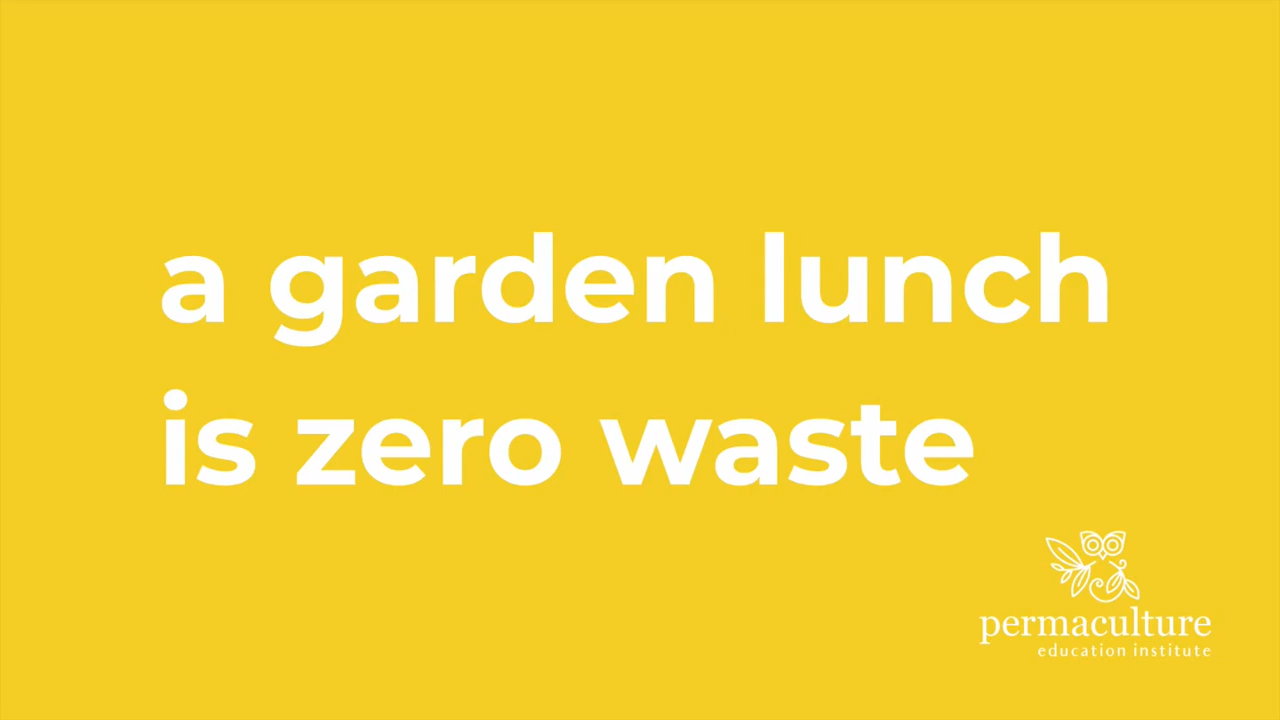 a garden lunch
is zero waste
permaculture
education institute